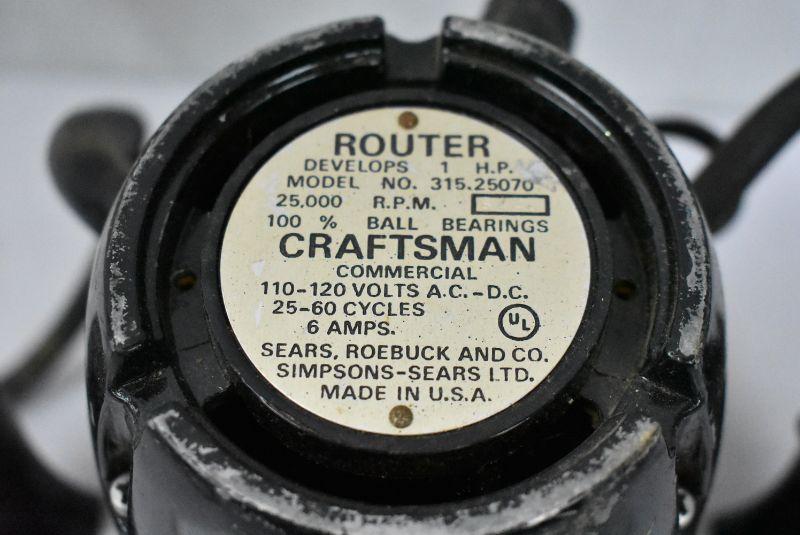 ROUTER
DEVELOPS 1 H.P.
MODEL NO. 315.25070
25,000 R.P.M.
100 % BALL BEARINGS
CRAFTSMAN
COMMERCIAL
110-120 VOLTS A.C.-D.C.
25-60 CYCLES
6 AMPS.
UL
SEARS, ROEBUCK AND CO.
SIMPSONS-SEARS LTD.
MADE IN U.S.A.